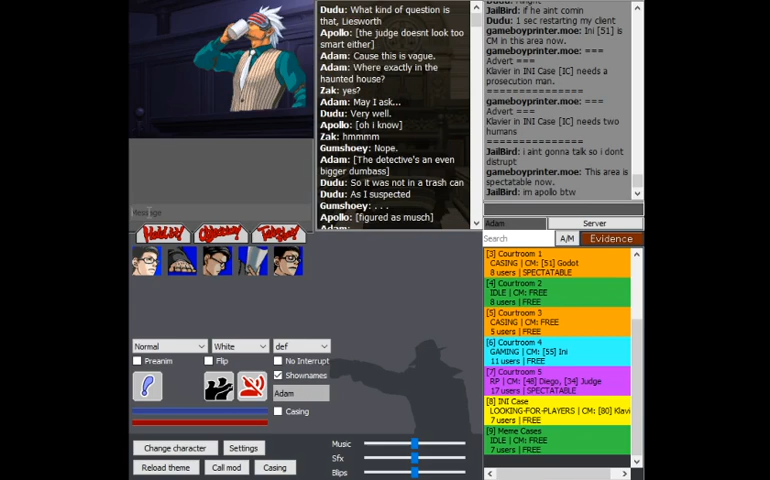 Dudu: What kind of question is
that, Liesworth
Apollo: [the judge doesnt look too
smart either]
Adam: Cause this is vague.
Adam: Where exactly in the
haunted house?
Zak: yes?
Adam: May I ask...
Dudu: Very well.
Apollo: [oh i know]
Zak: hmmmm
Gumshoey: Nope.
Adam: [The detective's an even
bigger dumbass]
Dudu: So it was not in a trash can
Dudu: As I suspected
Gumshoey: . . .
Apollo: [figured as musch]
Adam:
if he aint comin
Dudu: 1 sec restarting my client
gameboyprinter.moe: Ini [51] is
CM in this area now.
gameboyprinter.moe: ===
Advert ===
Klavier in INI Case [IC] needs a
prosecution man.
===============
gameboyprinter.moe: ===
Advert ===
Klavier in INI Case [IC] needs two
humans
===============
JailBird: i aint gonna talk so i dont
distrupt
gameboyprinter.moe: This area is
spectatable now.
JailBird: im apollo btw
Message
Hold it!
Objection!
Take that!
Adam
Server
Search
A/M
Evidence
[3] Courtroom 1
CASING | CM: [51] Godot
8 users | SPECTATABLE
[4] Courtroom 2
IDLE | CM: FREE
8 users | FREE
[5] Courtroom 3
CASING | CM: FREE
5 users | FREE
[6] Courtroom 4
GAMING | CM: [55] Ini
11 users | FREE
[7] Courtroom 5
RP | CM: [48] Diego, [34] Judge
17 users | SPECTATABLE
[8] INI Case
LOOKING-FOR-PLAYERS | CM: [80] Klavi
7 users | FREE
[9] Meme Cases
IDLE | CM: FREE
7 users | FREE
Normal
White
def
Preanim
Flip
No Interrupt
Shownames
Adam
Casing
Change character
Settings
Reload theme
Call mod
Casing
Music
Sfx
Blips